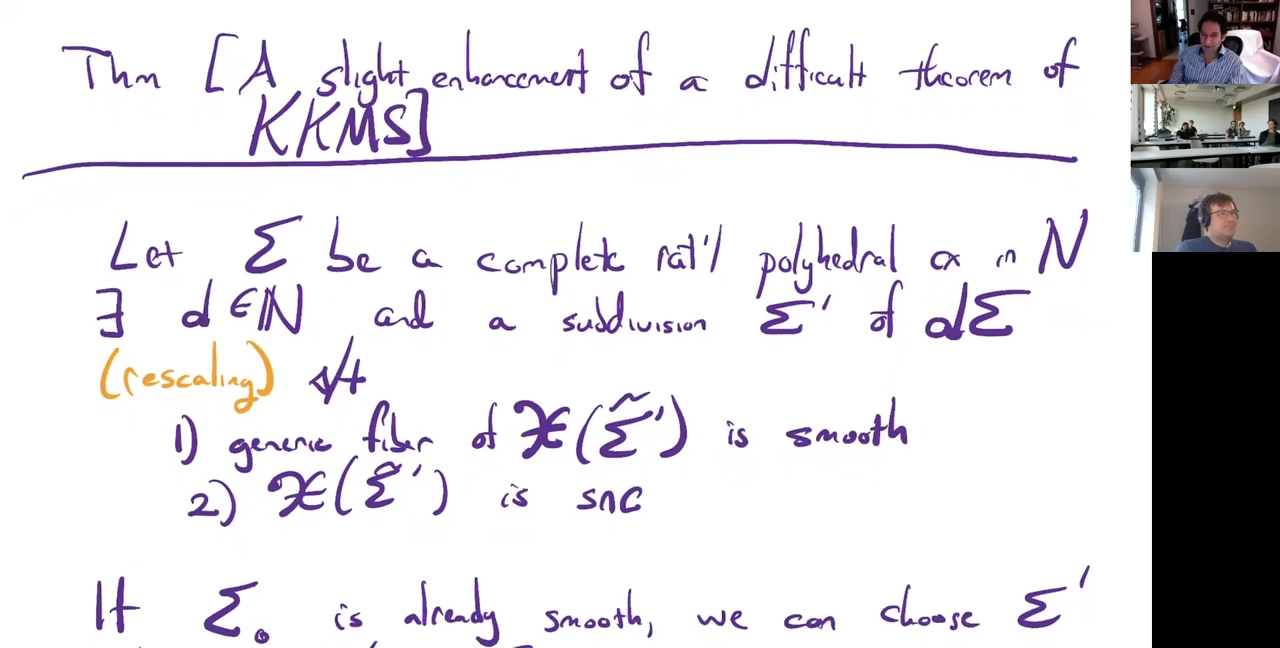 Thm [A slight enhancement of a difficult theorem of
KKMS]
Let Σ be a complete rat'l polyhedral cx in N
∃ d ∈ ℕ and a subdivision Σ' of dΣ
(rescaling) s/t
1) generic fiber of 𝒳(Σ̃') is smooth
2) 𝒳(Σ̃') is snc
If Σ₀ is already smooth, we can choose Σ'